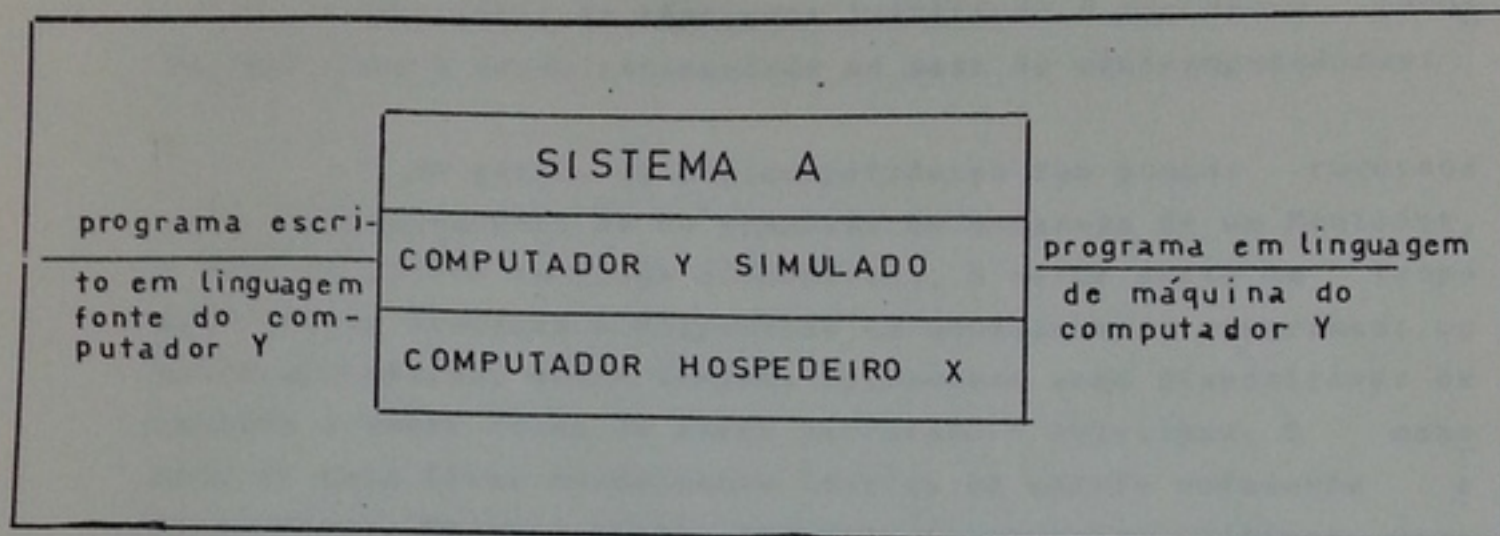 programa escri-
to em linguagem
fonte do com-
putador Y
SISTEMA A
COMPUTADOR Y SIMULADO
COMPUTADOR HOSPEDEIRO X
programa em linguagem
de máquina do
computador Y